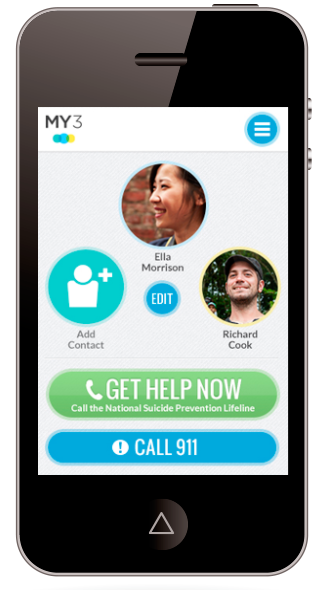 MY3
Ella
Morrison
EDIT
Add
Contact
Richard
Cook
GET HELP NOW
Call the National Suicide Prevention Lifeline
CALL 911